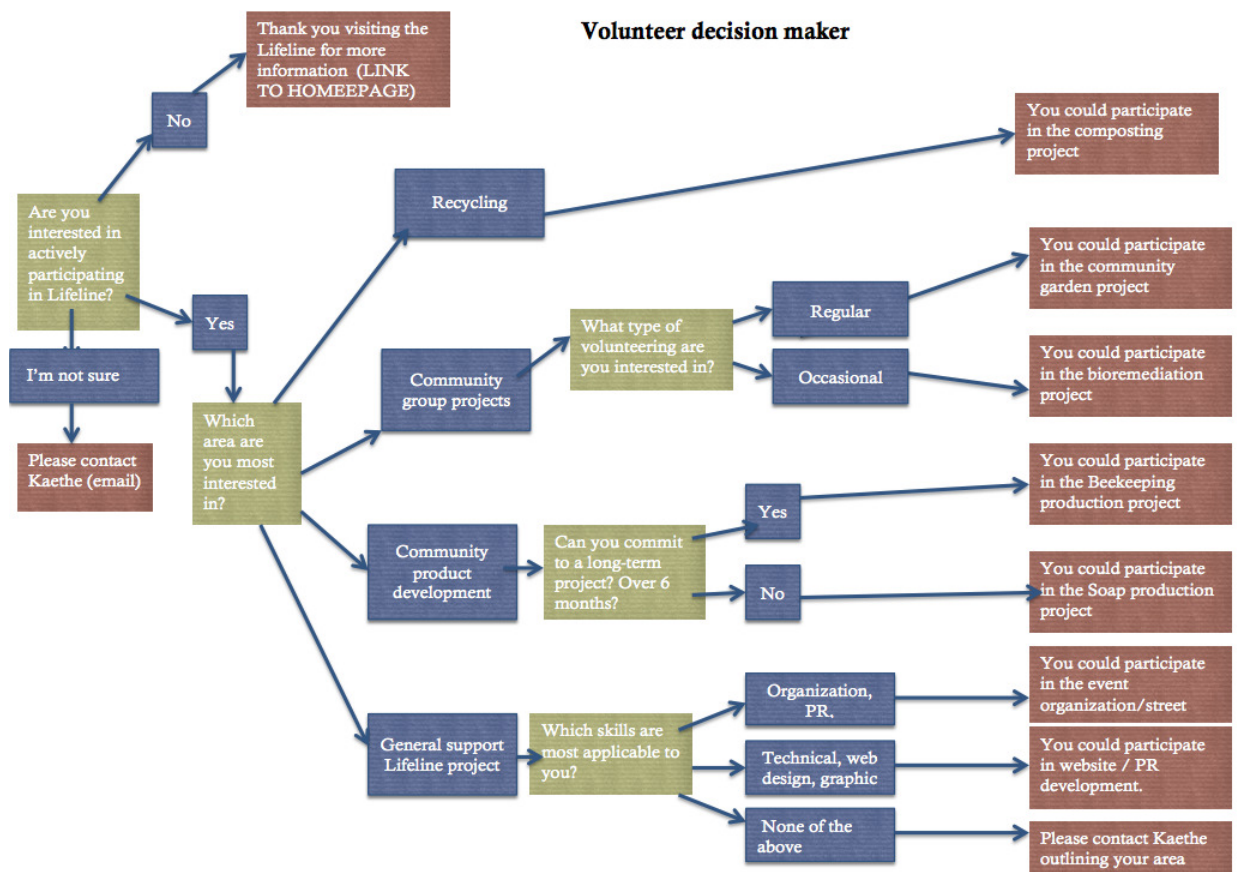 Volunteer decision maker
Thank you visiting the
Lifeline for more
information (LINK
TO HOMEEPAGE)
No
Are you
interested in
actively
participating
in Lifeline?
Yes
I'm not sure
Please contact
Kaethe (email)
Which
area are
you most
interested
in?
Recycling
You could participate
in the composting
project
Community
group projects
What type of
volunteering are
you interested in?
Regular
You could participate
in the community
garden project
Occasional
You could participate
in the bioremediation
project
Community
product
development
Can you commit
to a long-term
project? Over 6
months?
Yes
You could participate
in the Beekeeping
production project
No
You could participate
in the Soap production
project
General support
Lifeline project
Which skills are
most applicable to
you?
Organization,
PR.
You could participate
in the event
organization/street
Technical, web
design, graphic
You could participate
in website / PR
development.
None of the
above
Please contact Kaethe
outlining your area